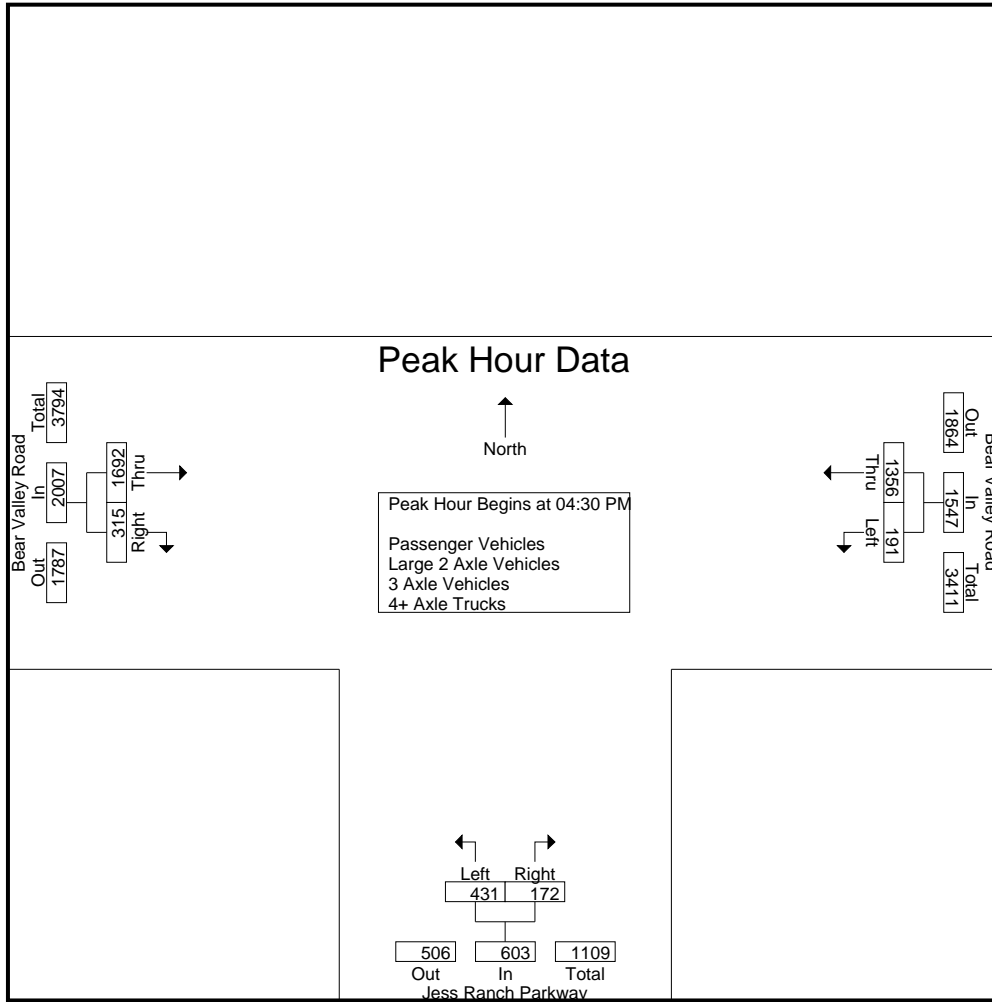 Peak Hour Data
North
Peak Hour Begins at 04:30 PM
Passenger Vehicles
Large 2 Axle Vehicles
3 Axle Vehicles
4+ Axle Trucks
Bear Valley Road
Out In Total
1787 2007 3794
Right Thru
315 1692
Bear Valley Road
Out In Total
1864 1547 3411
Thru Left
1356 191
Left Right
431 172
506 603 1109
Out In Total
Jess Ranch Parkway